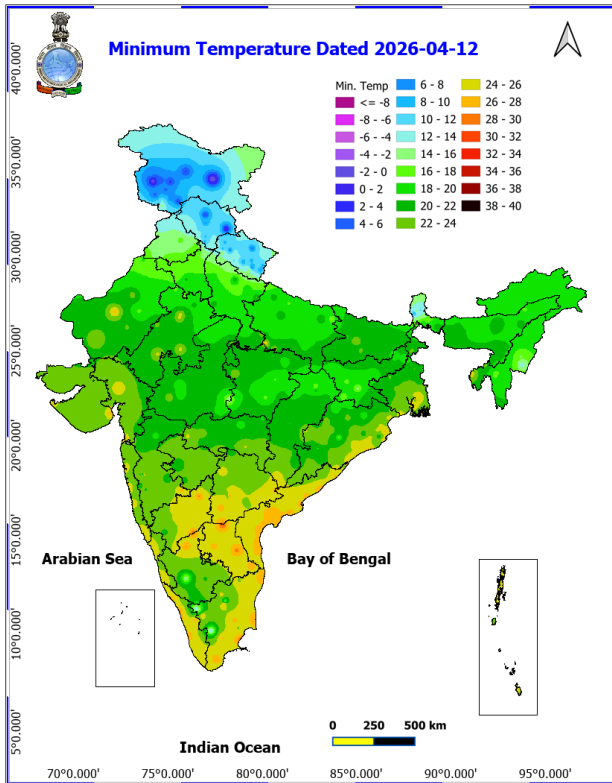 Minimum Temperature Dated 2026-04-12
Min. Temp
<= -8
-8 - -6
-6 - -4
-4 - -2
-2 - 0
0 - 2
2 - 4
4 - 6
6 - 8
8 - 10
10 - 12
12 - 14
14 - 16
16 - 18
18 - 20
20 - 22
22 - 24
24 - 26
26 - 28
28 - 30
30 - 32
32 - 34
34 - 36
36 - 38
38 - 40
40°0.000'
35°0.000'
30°0.000'
25°0.000'
20°0.000'
15°0.000'
10°0.000'
5°0.000'
Arabian Sea
Bay of Bengal
Indian Ocean
0 250 500 km
70°0.000' 75°0.000' 80°0.000' 85°0.000' 90°0.000' 95°0.000'